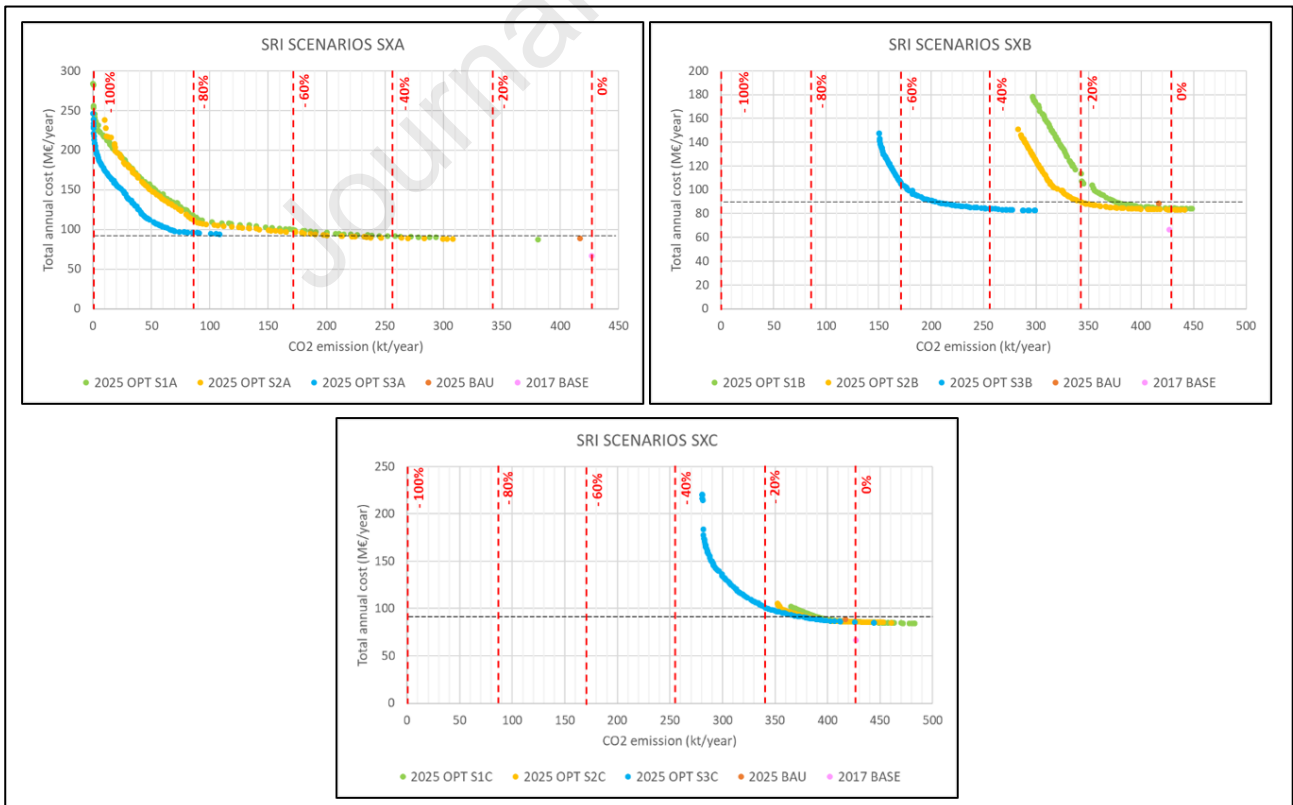 SRI SCENARIOS SXA
Total annual cost (M€/year)
300
250
200
150
100
50
0
- 100%
- 80%
- 60%
- 40%
- 20%
0%
0 50 100 150 200 250 300 350 400 450
CO2 emission (kt/year)
2025 OPT S1A 2025 OPT S2A 2025 OPT S3A 2025 BAU 2017 BASE
SRI SCENARIOS SXB
Total annual cost (M€/year)
200
180
160
140
120
100
80
60
40
20
0
- 100%
- 80%
- 60%
- 40%
- 20%
0%
0 50 100 150 200 250 300 350 400 450 500
CO2 emission (kt/year)
2025 OPT S1B 2025 OPT S2B 2025 OPT S3B 2025 BAU 2017 BASE
SRI SCENARIOS SXC
Total annual cost (M€/year)
250
200
150
100
50
0
- 100%
- 80%
- 60%
- 40%
- 20%
0%
0 50 100 150 200 250 300 350 400 450 500
CO2 emission (kt/year)
2025 OPT S1C 2025 OPT S2C 2025 OPT S3C 2025 BAU 2017 BASE
Journa